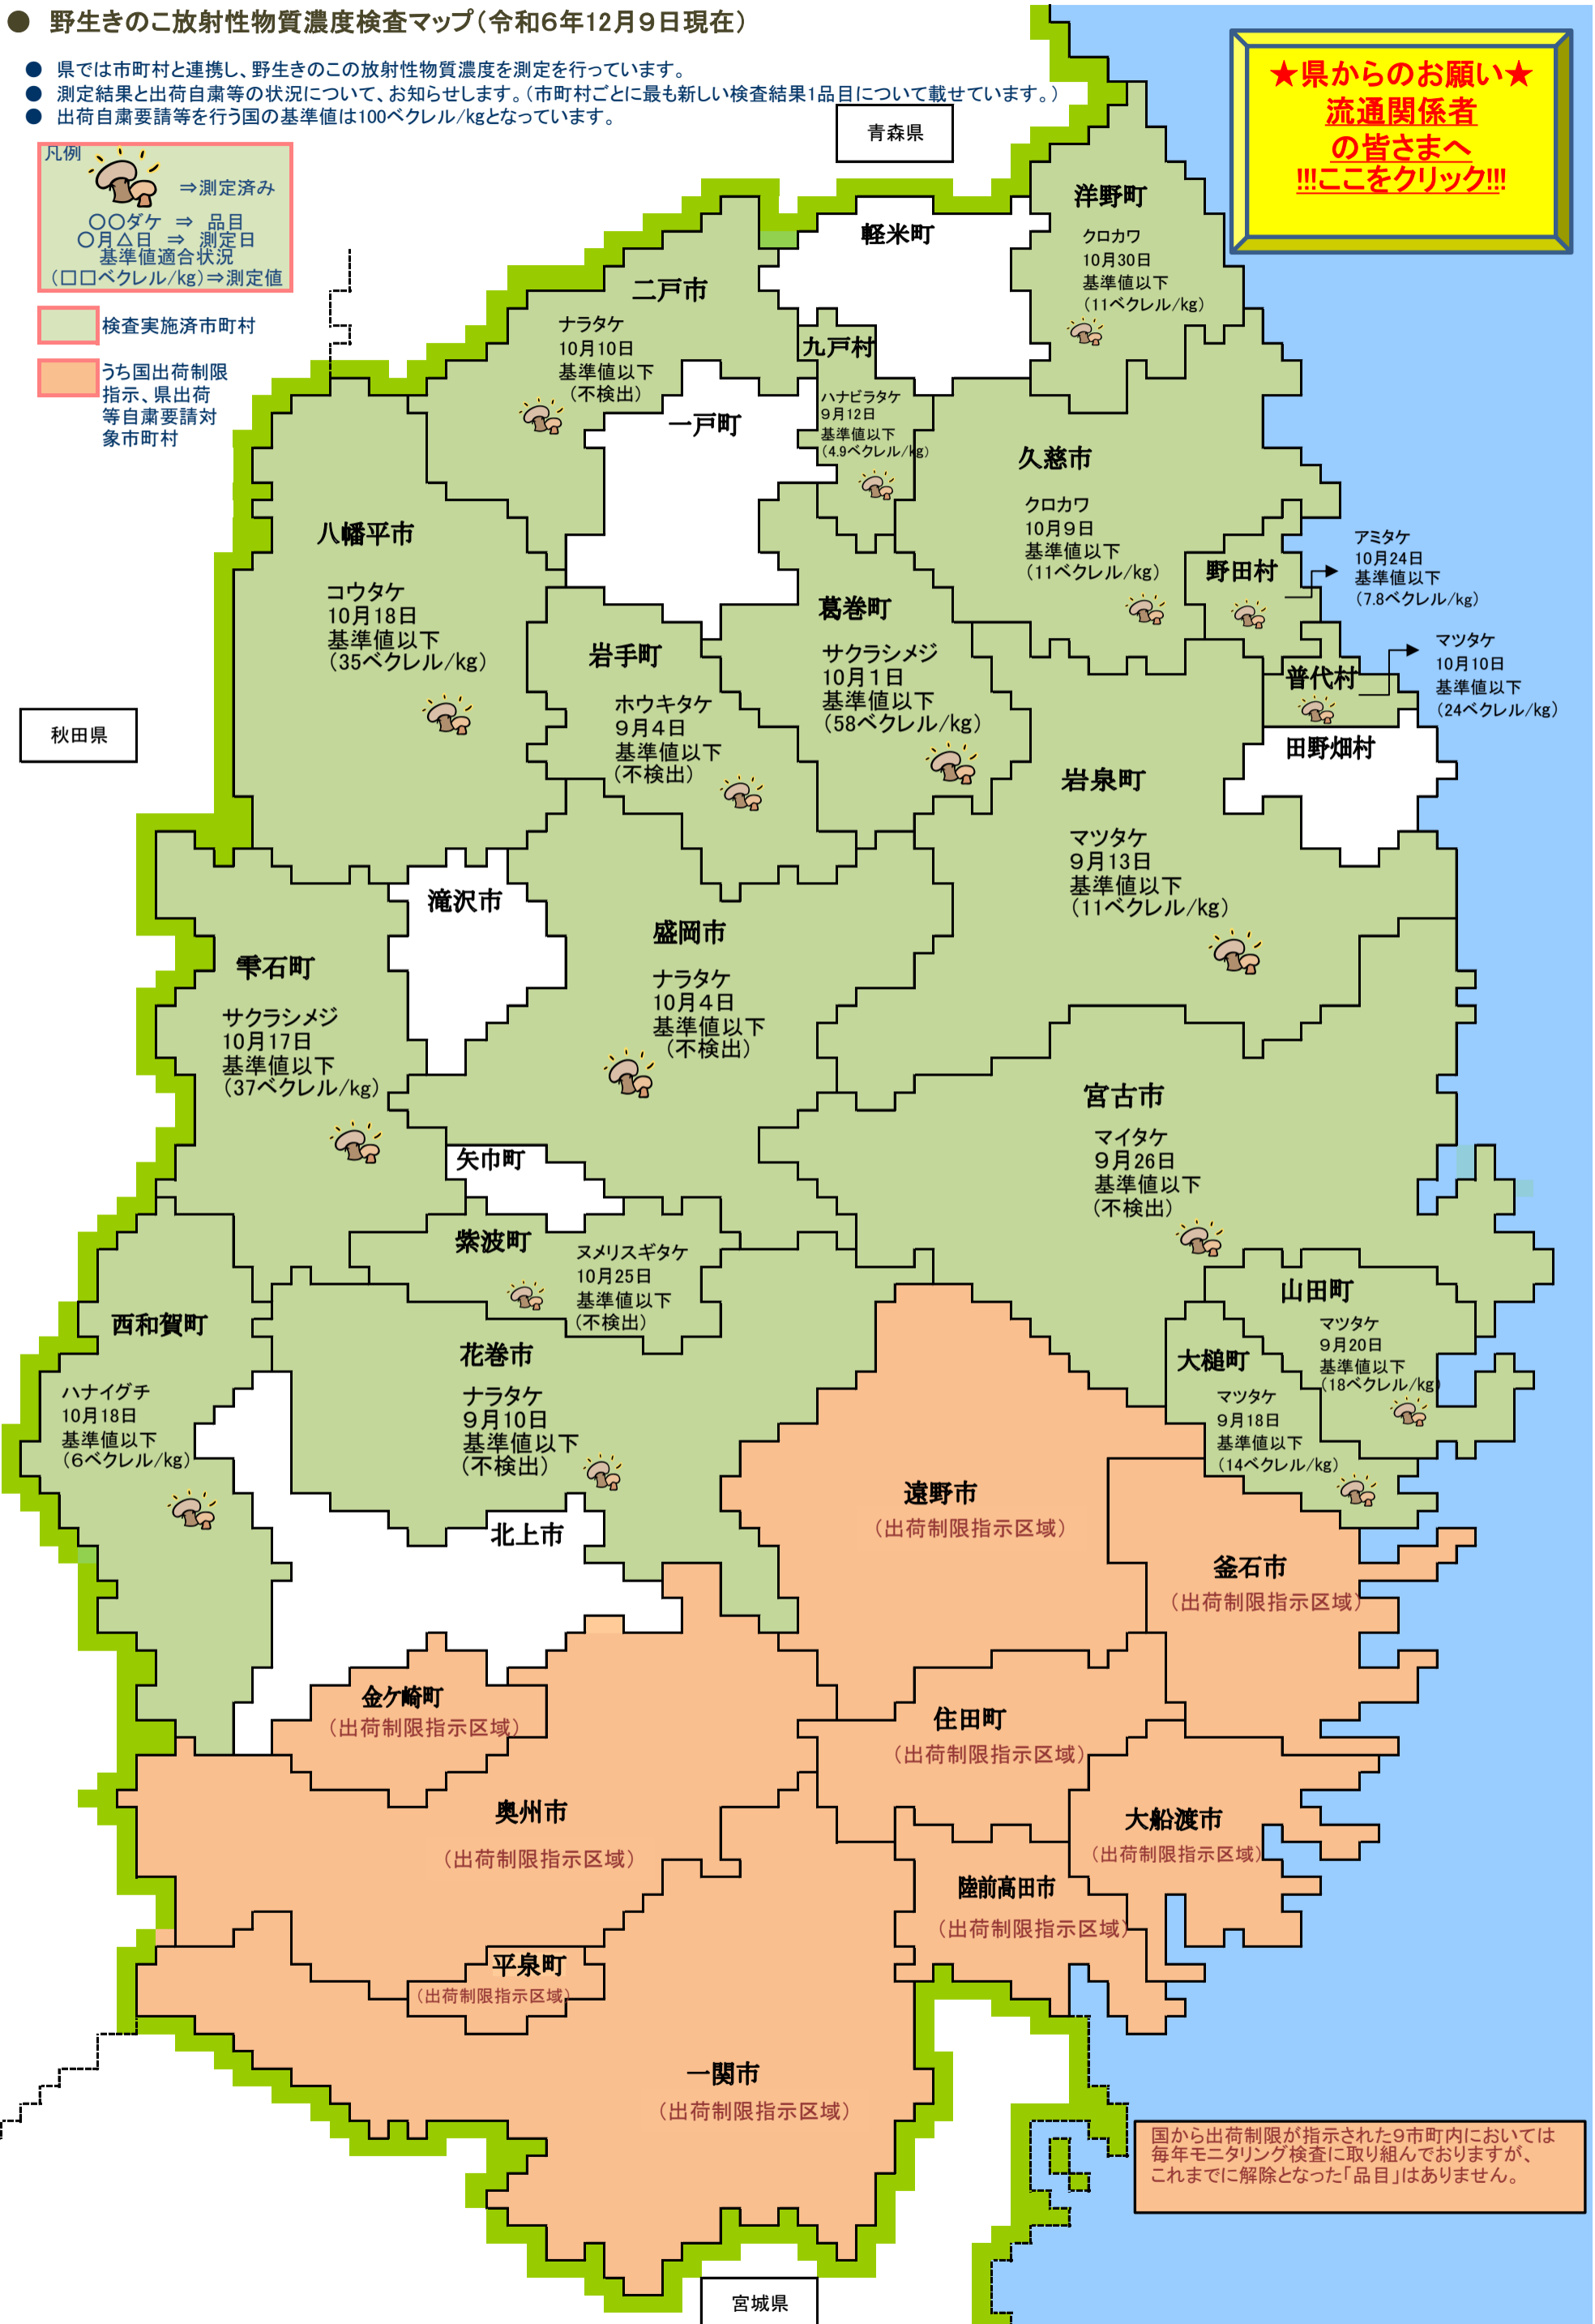 ● 野生きのこ放射性物質濃度検査マップ（令和６年12月９日現在）
● 県では市町村と連携し、野生きのこの放射性物質濃度を測定を行っています。
● 測定結果と出荷自粛等の状況について、お知らせします。（市町村ごとに最も新しい検査結果1品目について載せています。）
● 出荷自粛要請等を行う国の基準値は100ベクレル/kgとなっています。
★県からのお願い★
流通関係者
の皆さまへ
!!!ここをクリック!!!
凡例
⇒測定済み
〇〇ダケ ⇒ 品目
〇月△日 ⇒ 測定日
基準値適合状況
（□□ベクレル/kg）⇒測定値
検査実施済市町村
うち国出荷制限
指示、県出荷
等自粛要請対
象市町村
青森県
秋田県
宮城県
洋野町
クロカワ
10月30日
基準値以下
（11ベクレル/kg）
軽米町
二戸市
ナラタケ
10月10日
基準値以下
（不検出）
九戸村
ハナビラタケ
９月12日
基準値以下
（4.9ベクレル/kg）
一戸町
久慈市
クロカワ
10月９日
基準値以下
（11ベクレル/kg）
八幡平市
コウタケ
10月18日
基準値以下
（35ベクレル/kg）
野田村
アミタケ
10月24日
基準値以下
（7.8ベクレル/kg）
葛巻町
サクラシメジ
10月１日
基準値以下
（58ベクレル/kg）
岩手町
ホウキタケ
９月４日
基準値以下
（不検出）
普代村
マツタケ
10月10日
基準値以下
（24ベクレル/kg）
田野畑村
岩泉町
マツタケ
９月13日
基準値以下
（11ベクレル/kg）
滝沢市
盛岡市
ナラタケ
10月４日
基準値以下
（不検出）
雫石町
サクラシメジ
10月17日
基準値以下
（37ベクレル/kg）
宮古市
マイタケ
９月26日
基準値以下
（不検出）
矢巾町
紫波町
ヌメリスギタケ
10月25日
基準値以下
（不検出）
山田町
マツタケ
９月20日
基準値以下
（18ベクレル/kg）
西和賀町
ハナイグチ
10月18日
基準値以下
（６ベクレル/kg）
花巻市
ナラタケ
９月10日
基準値以下
（不検出）
大槌町
マツタケ
９月18日
基準値以下
（14ベクレル/kg）
遠野市
（出荷制限指示区域）
北上市
釜石市
（出荷制限指示区域）
金ケ崎町
（出荷制限指示区域）
住田町
（出荷制限指示区域）
奥州市
（出荷制限指示区域）
大船渡市
（出荷制限指示区域）
陸前高田市
（出荷制限指示区域）
平泉町
（出荷制限指示区域）
一関市
（出荷制限指示区域）
国から出荷制限が指示された9市町内においては
毎年モニタリング検査に取り組んでおりますが、
これまでに解除となった「品目」はありません。